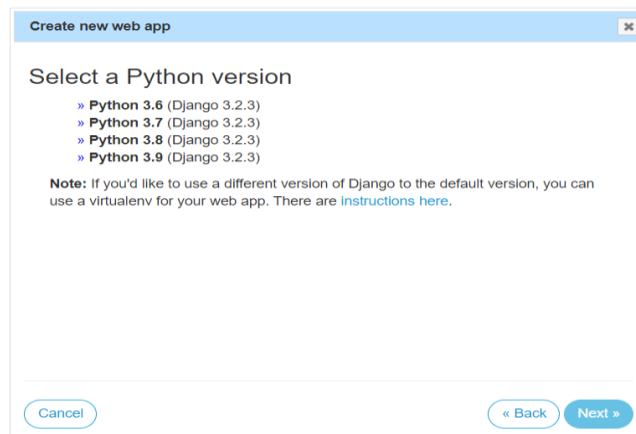 Create new web app
Select a Python version
» Python 3.6 (Django 3.2.3)
» Python 3.7 (Django 3.2.3)
» Python 3.8 (Django 3.2.3)
» Python 3.9 (Django 3.2.3)
Note: If you'd like to use a different version of Django to the default version, you can
use a virtualenv for your web app. There are instructions here.
Cancel
« Back
Next »